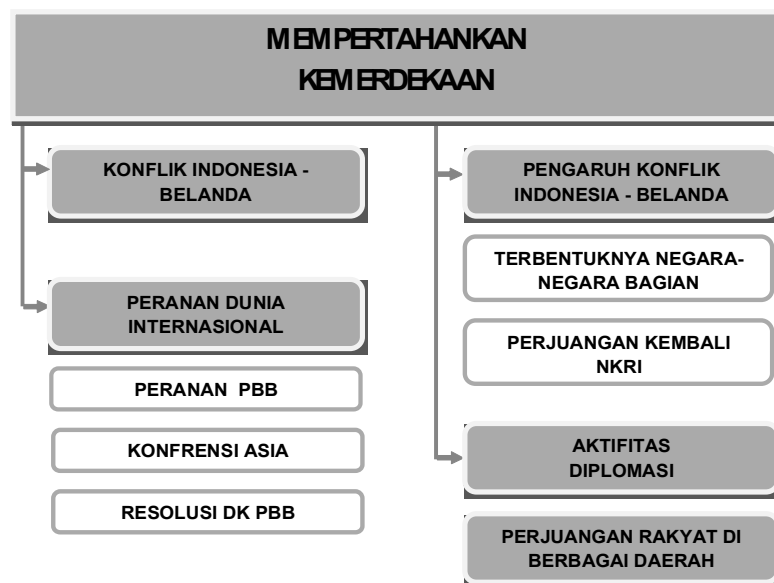 MEMPERTAHANKAN
KEMERDEKAAN
KONFLIK INDONESIA -
BELANDA
PERANAN DUNIA
INTERNASIONAL
PERANAN PBB
KONFRENSI ASIA
RESOLUSI DK PBB
PENGARUH KONFLIK
INDONESIA - BELANDA
TERBENTUKNYA NEGARA-
NEGARA BAGIAN
PERJUANGAN KEMBALI
NKRI
AKTIFITAS
DIPLOMASI
PERJUANGAN RAKYAT DI
BERBAGAI DAERAH